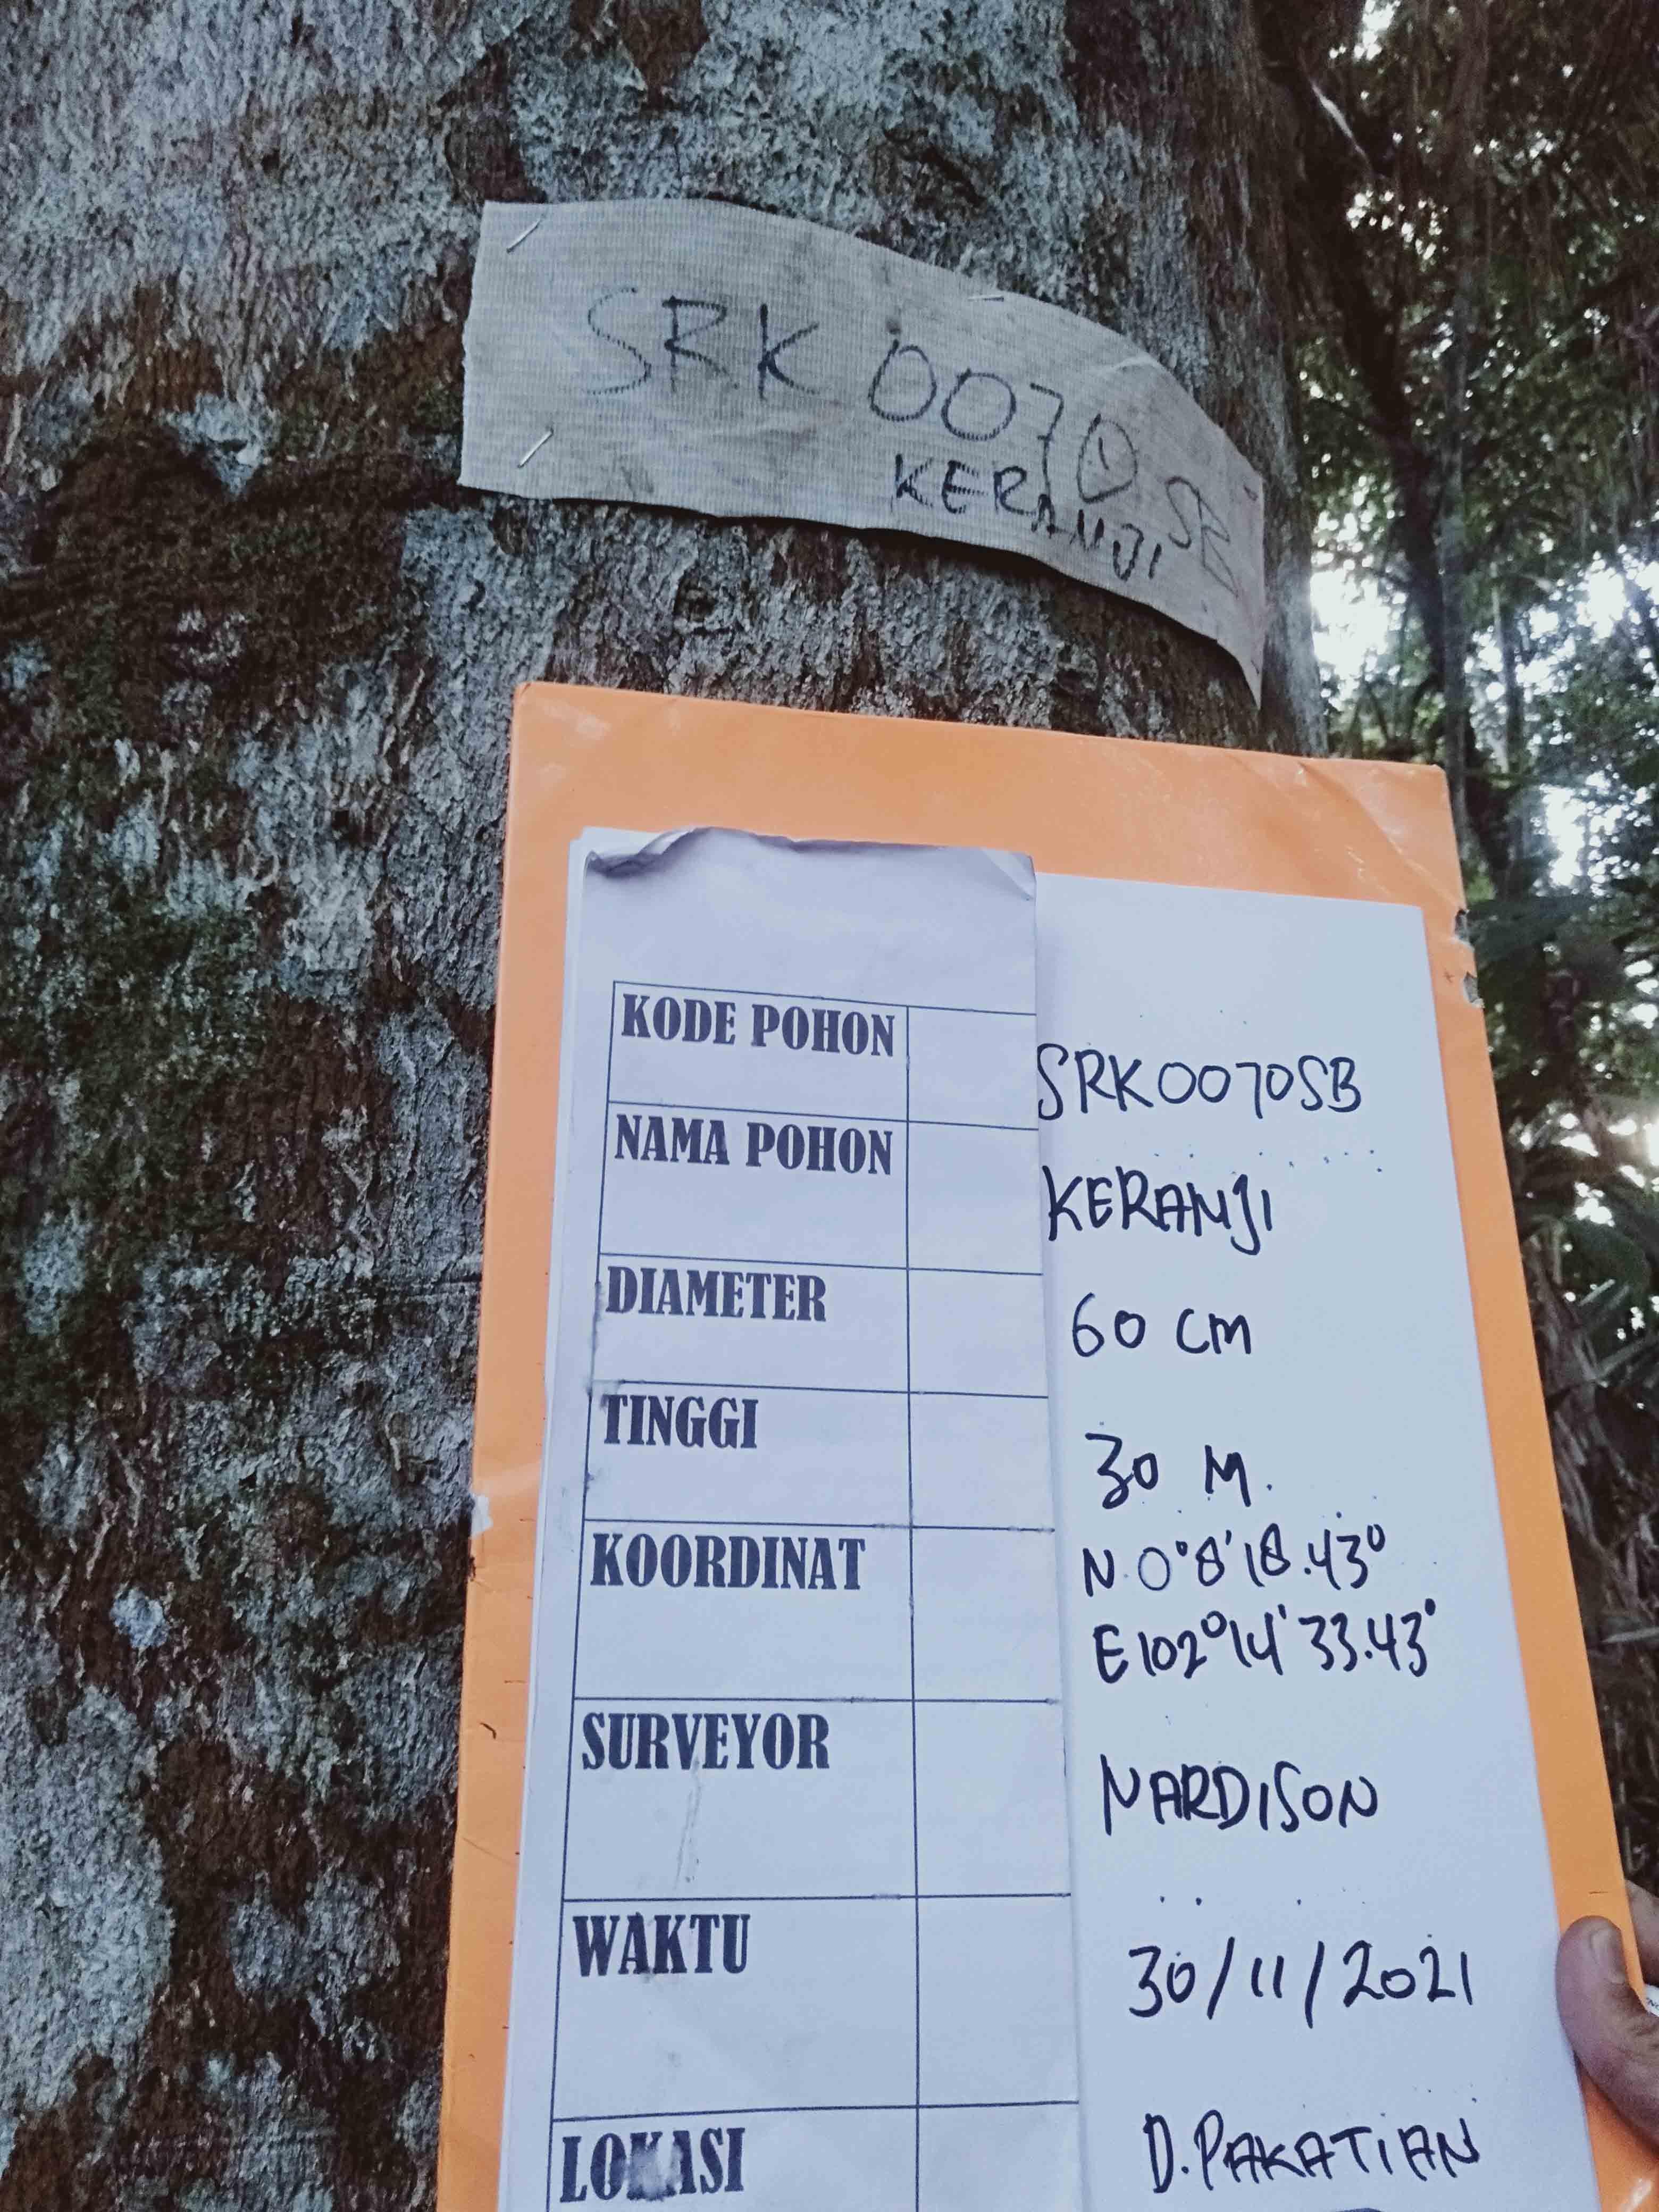 SRK 0070 SB
KERANJI
KODE POHON SRK0070SB
NAMA POHON KERANJI
DIAMETER 60 cm
TINGGI 30 M.
KOORDINAT N 0°8'18.43°
E 102°14'33.43°
SURVEYOR NARDISON
WAKTU 30/11/2021
LOKASI D.PAKATIAN